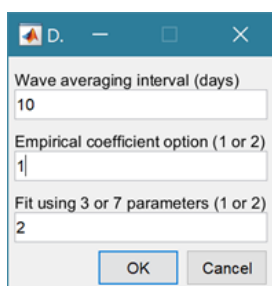 D.
Wave averaging interval (days)
10
Empirical coefficient option (1 or 2)
1
Fit using 3 or 7 parameters (1 or 2)
2
OK Cancel